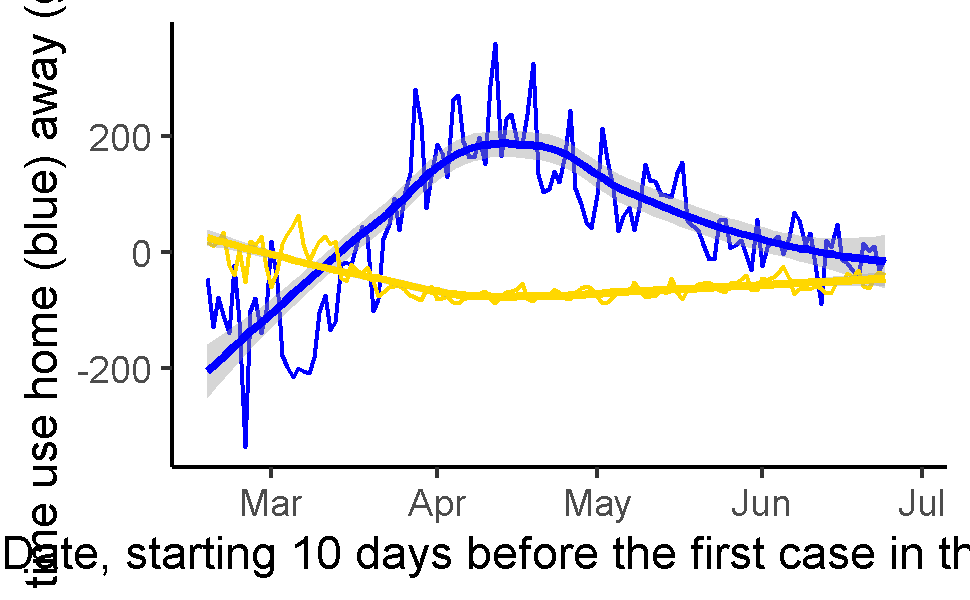 time use home (blue) away (
200
0
-200
Mar Apr May Jun Jul
Date, starting 10 days before the first case in th